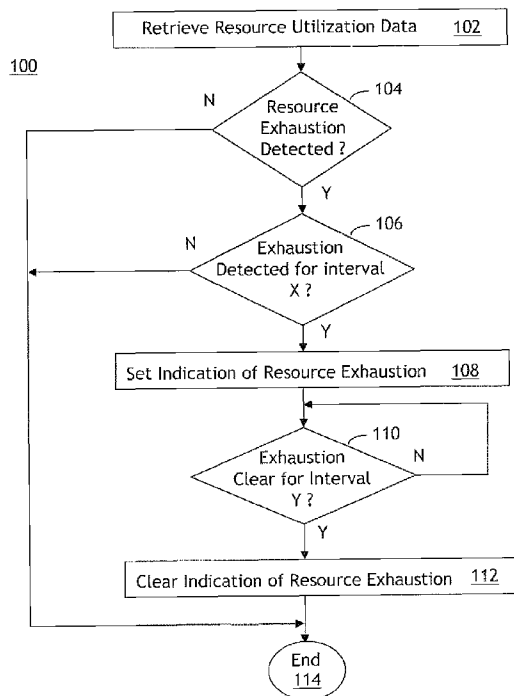 Retrieve Resource Utilization Data 102
100
104
N
Resource
Exhaustion
Detected ?
Y
106
N
Exhaustion
Detected for interval
X ?
Y
Set Indication of Resource Exhaustion 108
110
Exhaustion
Clear for Interval
Y ?
N
Y
Clear Indication of Resource Exhaustion 112
End
114